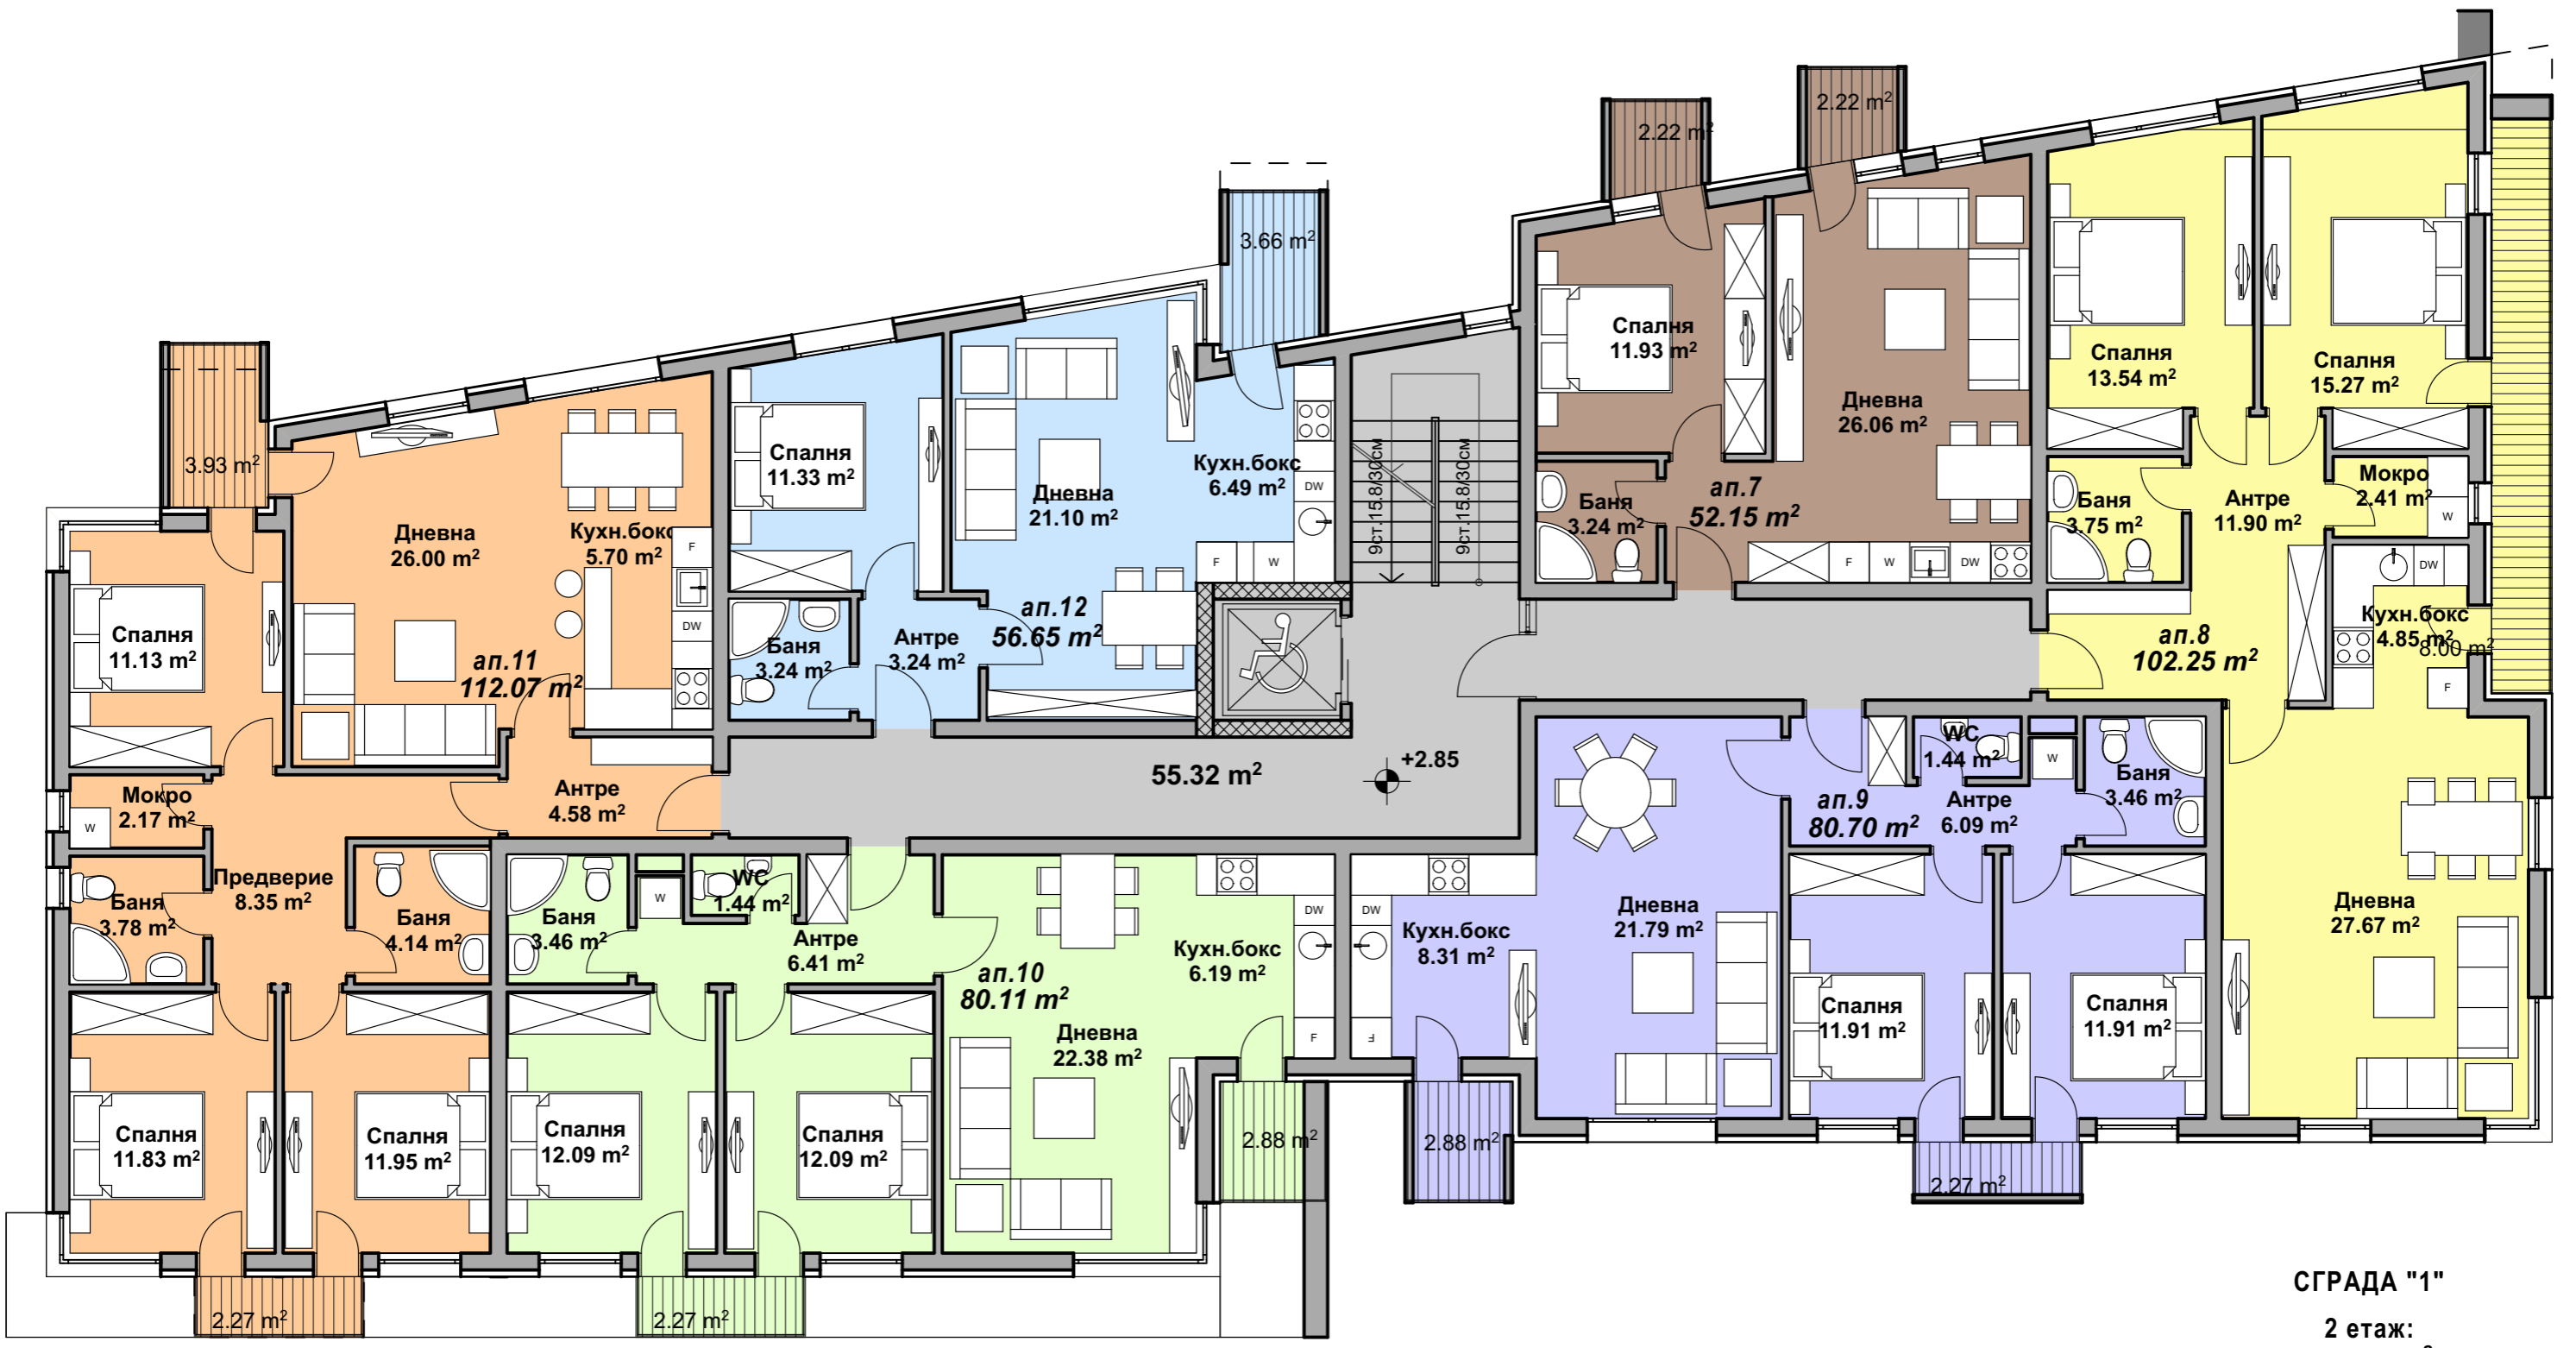 2.22 m²
2.22 m²
3.66 m²
3.93 m²
Спалня
11.93 m²
Дневна
26.06 m²
Спалня
13.54 m²
Спалня
15.27 m²
Спалня
11.33 m²
Дневна
21.10 m²
Кухн.бокс
6.49 m²
DW
F
W
9ст.15.8/30см
9ст.15.8/30см
Баня
3.24 m²
ап.7
52.15 m²
F
W
DW
Баня
3.75 m²
Антре
11.90 m²
Мокро
2.41 m²
W
DW
Кухн.бокс
4.85 m²
8.00 m²
F
ап.8
102.25 m²
Дневна
26.00 m²
Кухн.бокс
5.70 m²
F
DW
Спалня
11.13 m²
ап.11
112.07 m²
Баня
3.24 m²
Антре
3.24 m²
ап.12
56.65 m²
55.32 m²
+2.85
Мокро
2.17 m²
W
Антре
4.58 m²
Предверие
8.35 m²
Баня
3.78 m²
Баня
4.14 m²
Баня
3.46 m²
W
WC
1.44 m²
Антре
6.41 m²
ап.10
80.11 m²
Кухн.бокс
6.19 m²
DW
F
Дневна
22.38 m²
DW
F
Кухн.бокс
8.31 m²
Дневна
21.79 m²
ап.9
80.70 m²
WC
1.44 m²
W
Антре
6.09 m²
Баня
3.46 m²
Дневна
27.67 m²
Спалня
11.91 m²
Спалня
11.91 m²
Спалня
11.83 m²
Спалня
11.95 m²
Спалня
12.09 m²
Спалня
12.09 m²
2.88 m²
2.88 m²
2.27 m²
2.27 m²
2.27 m²
СГРАДА "1"
2 етаж: